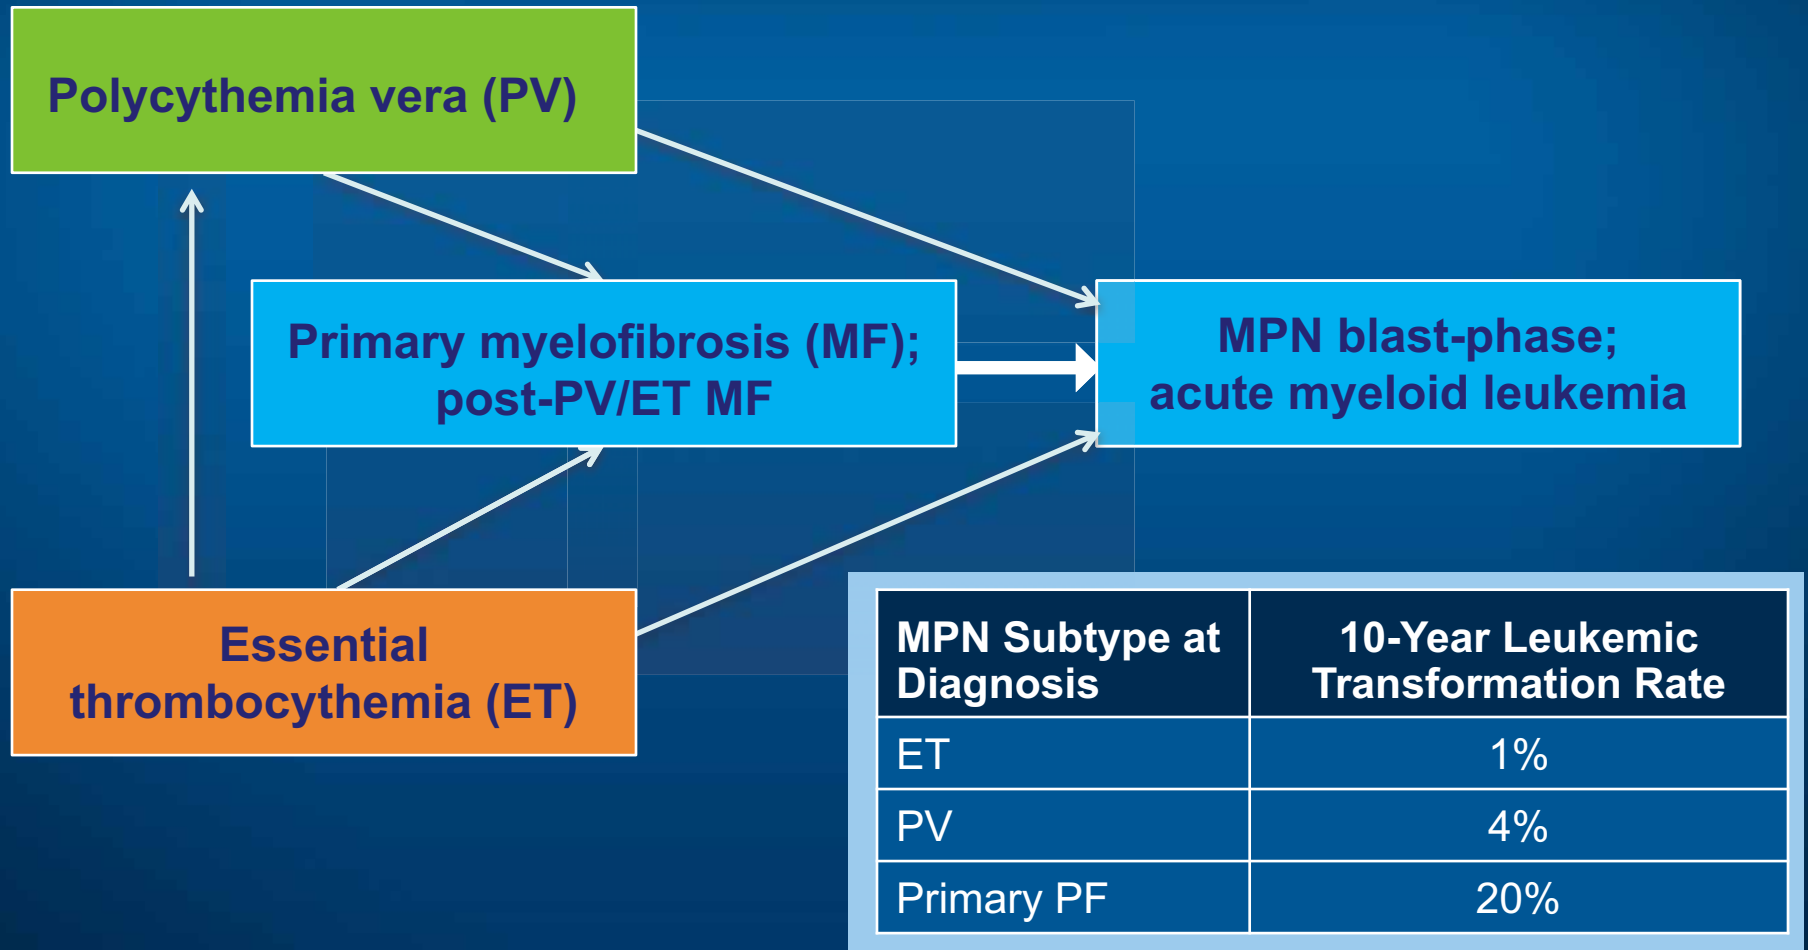 Polycythemia vera (PV)
Primary myelofibrosis (MF);
post-PV/ET MF
MPN blast-phase;
acute myeloid leukemia
Essential
thrombocythemia (ET)
MPN Subtype at
Diagnosis
10-Year Leukemic
Transformation Rate
ET
1%
PV
4%
Primary PF
20%